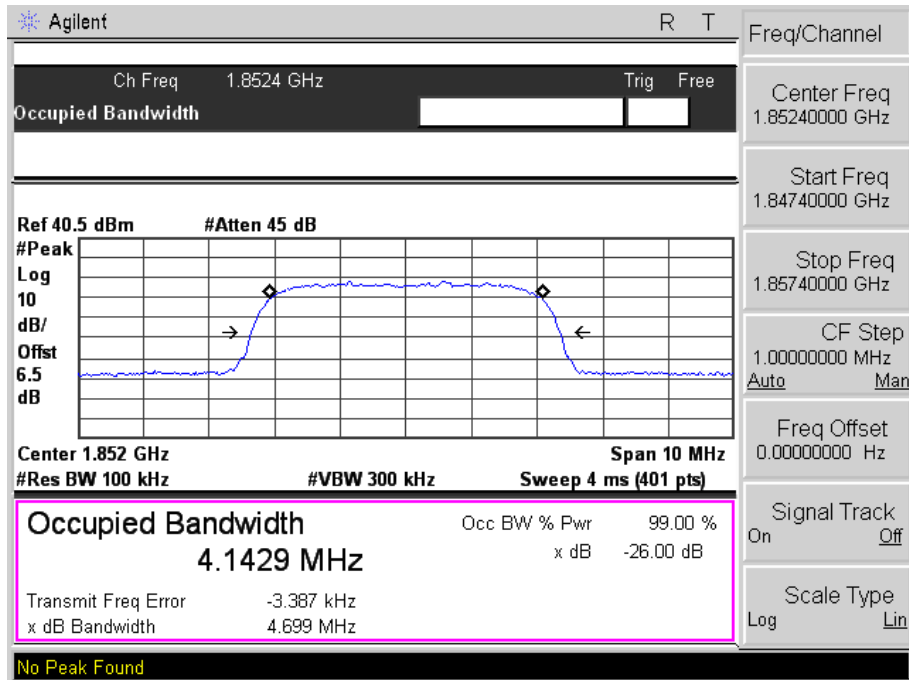 Agilent R T
Ch Freq 1.8524 GHz Trig Free
Occupied Bandwidth
Ref 40.5 dBm #Atten 45 dB
#Peak
Log
10
dB/
Offst
6.5
dB
Center 1.852 GHz Span 10 MHz
#Res BW 100 kHz #VBW 300 kHz Sweep 4 ms (401 pts)
Occupied Bandwidth
4.1429 MHz
Occ BW % Pwr 99.00 %
x dB -26.00 dB
Transmit Freq Error -3.387 kHz
x dB Bandwidth 4.699 MHz
No Peak Found
Freq/Channel
Center Freq
1.85240000 GHz
Start Freq
1.84740000 GHz
Stop Freq
1.85740000 GHz
CF Step
1.00000000 MHz
Auto Man
Freq Offset
0.00000000 Hz
Signal Track
On Off
Scale Type
Log Lin